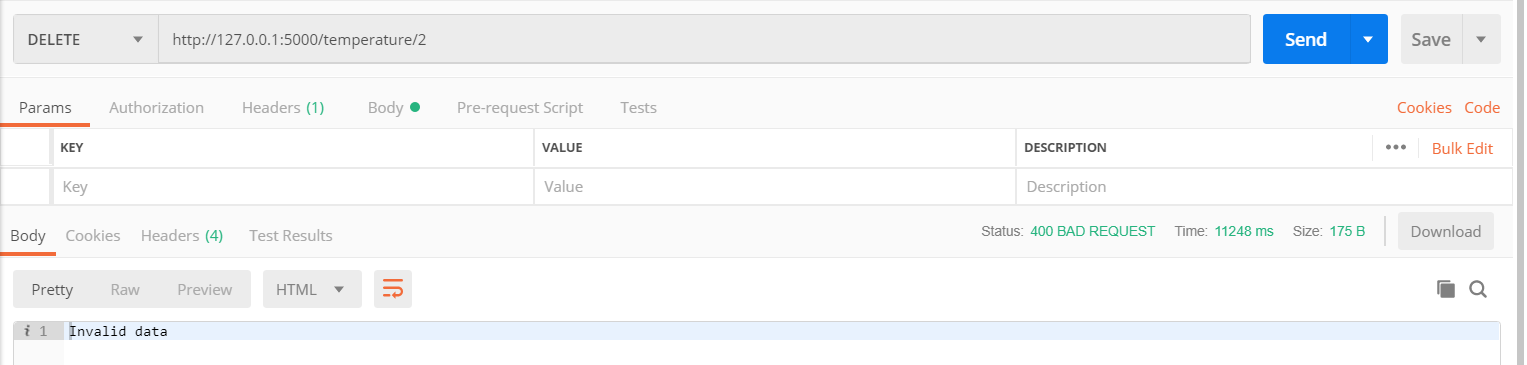 DELETE http://127.0.0.1:5000/temperature/2 Send Save
Params Authorization Headers (1) Body Pre-request Script Tests Cookies Code
KEY VALUE DESCRIPTION Bulk Edit
Key Value Description
Body Cookies Headers (4) Test Results Status: 400 BAD REQUEST Time: 11248 ms Size: 175 B Download
Pretty Raw Preview HTML
i 1 Invalid data